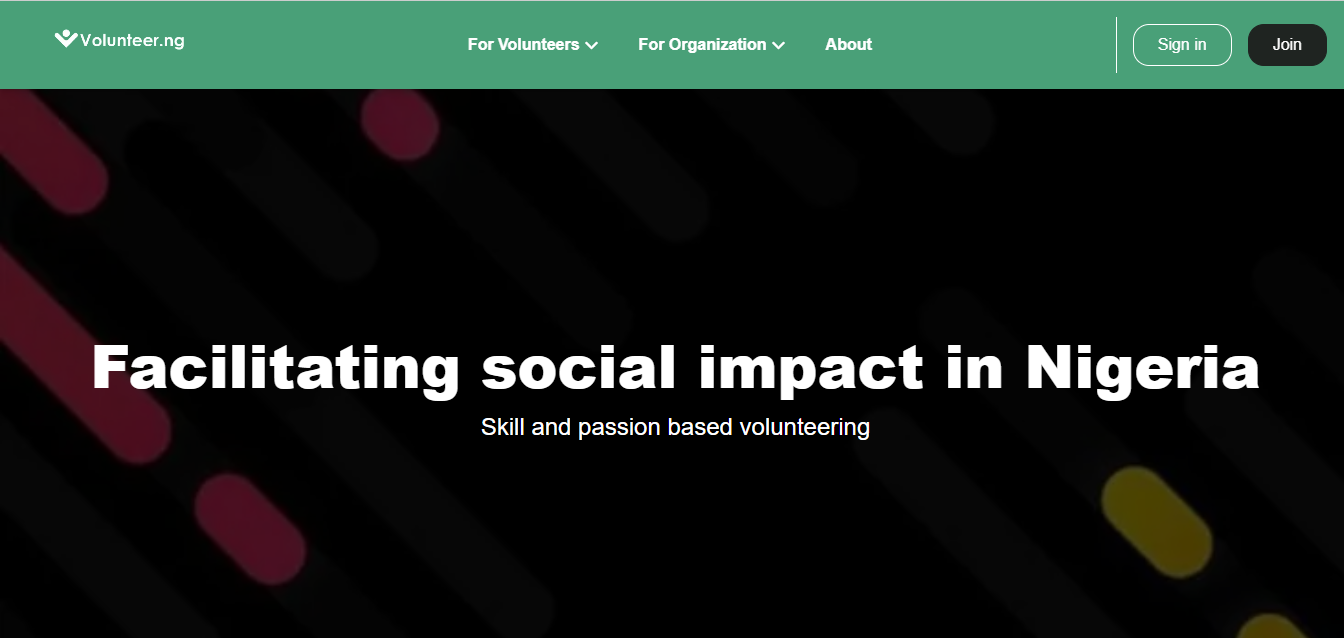 Volunteer.ng
For Volunteers
For Organization
About
Sign in
Join
Facilitating social impact in Nigeria
Skill and passion based volunteering